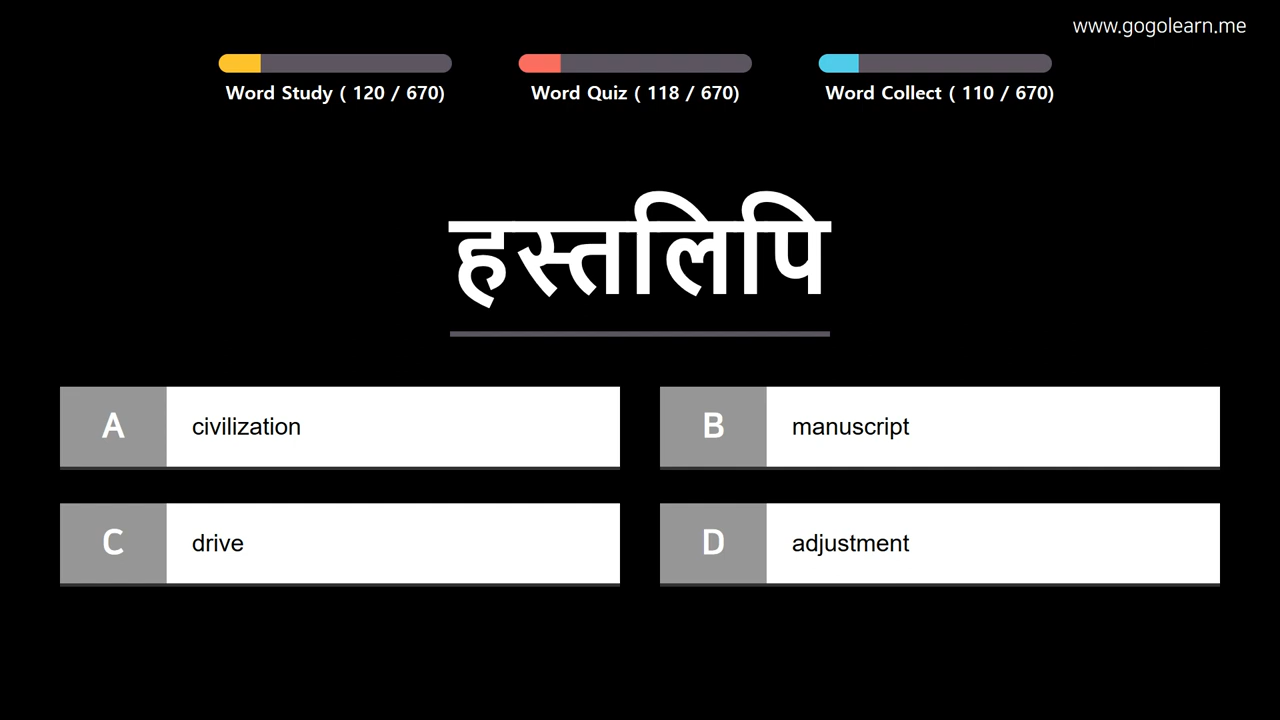 www.gogolearn.me
Word Study ( 120 / 670)
Word Quiz ( 118 / 670)
Word Collect ( 110 / 670)
हस्तलिपि
A civilization
B manuscript
C drive
D adjustment